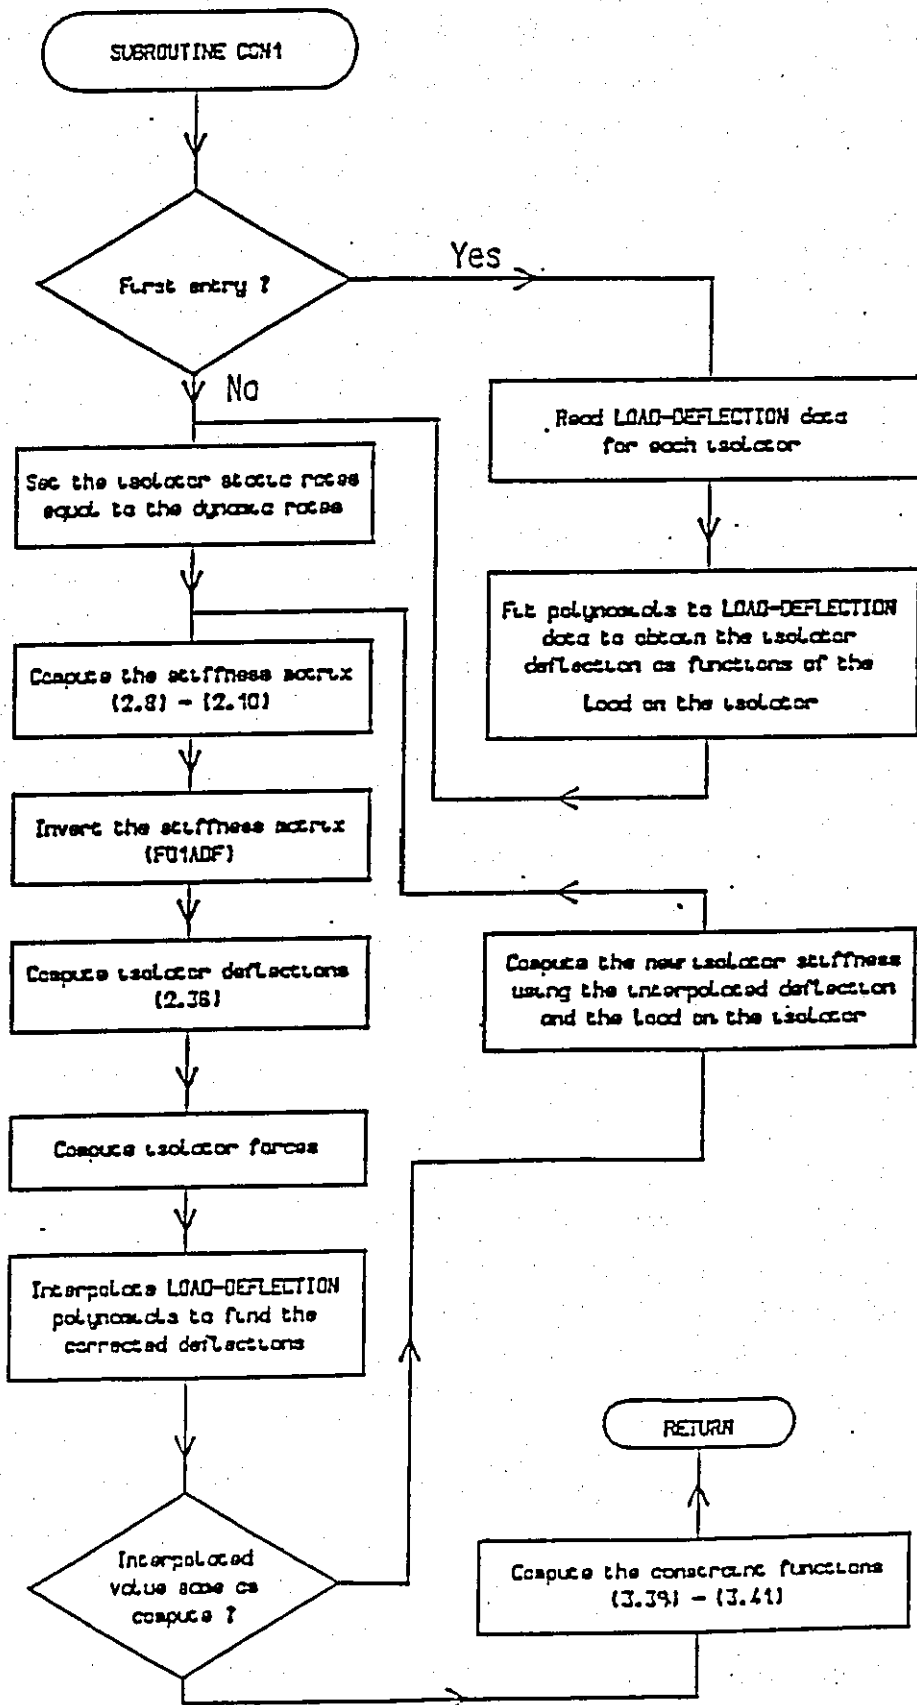 SUBROUTINE CON1
First entry ?
Yes
No
Read LOAD-DEFLECTION data
for each isolator
Set the isolator static rates
equal to the dynamic rates
Fit polynomials to LOAD-DEFLECTION
data to obtain the isolator
deflection as functions of the
Load on the isolator
Compute the stiffness matrix
(2.8) - (2.10)
Invert the stiffness matrix
(F01ADF)
Compute isolator deflections
(2.36)
Compute the new isolator stiffness
using the interpolated deflection
and the load on the isolator
Compute isolator forces
Interpolate LOAD-DEFLECTION
polynomials to find the
corrected deflections
RETURN
Interpolated
value same as
compute ?
Compute the constraint functions
(3.39) - (3.41)